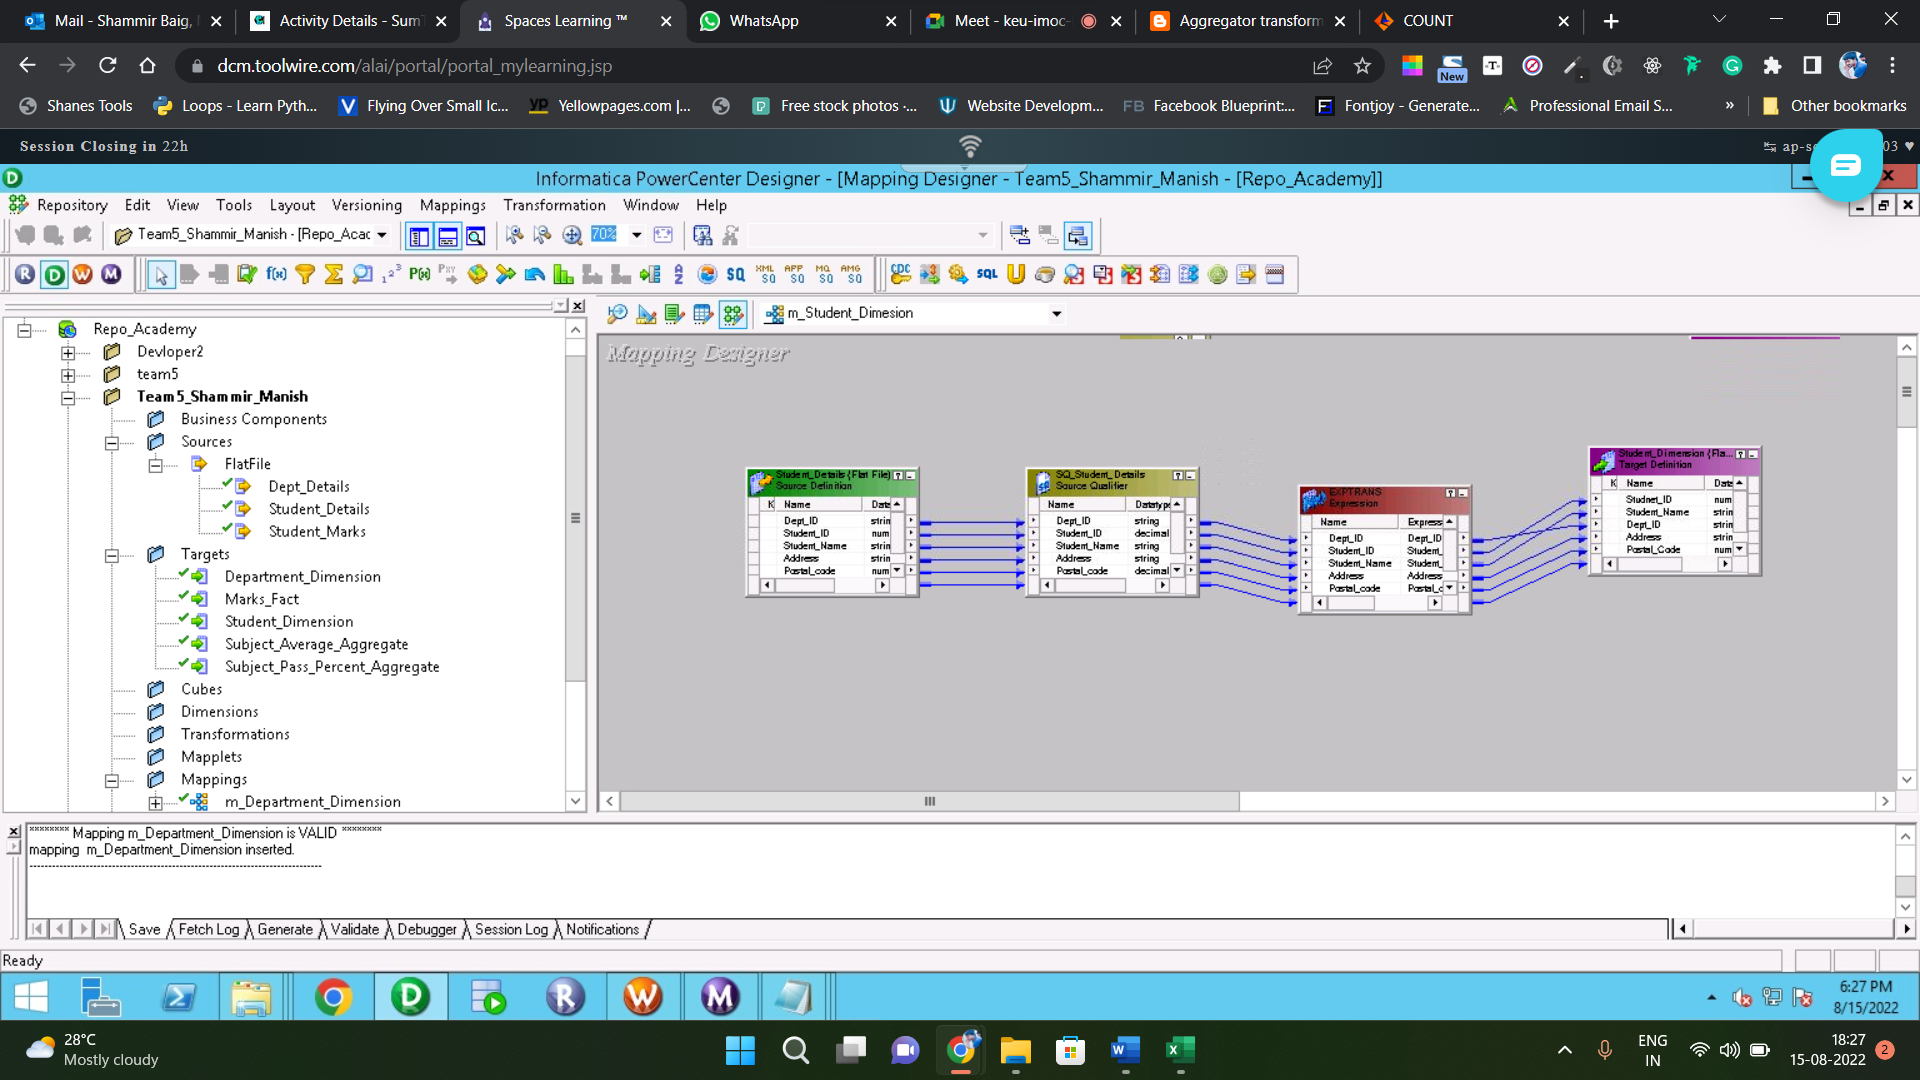 Mail - Shammir Baig,
Activity Details - Sum
Spaces Learning ™
WhatsApp
Meet - keu-imoc-
Aggregator transform
COUNT
dcm.toolwire.com/alai/portal/portal_mylearning.jsp
New
Shanes Tools
Loops - Learn Pyth...
Flying Over Small Ic...
Yellowpages.com |...
Free stock photos ·...
Website Developm...
Facebook Blueprint:...
Fontjoy - Generate...
Professional Email S...
»
Other bookmarks
Session Closing in 22h
Informatica PowerCenter Designer - [Mapping Designer - Team5_Shammir_Manish - [Repo_Academy]]
Repository Edit View Tools Layout Versioning Mappings Transformation Window Help
Team5_Shammir_Manish - [Repo_Acac
70%
m_Student_Dimesion
Mapping Designer
Repo_Academy
Devloper2
team5
Team5_Shammir_Manish
Business Components
Sources
FlatFile
Dept_Details
Student_Details
Student_Marks
Targets
Department_Dimension
Marks_Fact
Student_Dimension
Subject_Average_Aggregate
Subject_Pass_Percent_Aggregate
Cubes
Dimensions
Transformations
Mapplets
Mappings
m_Department_Dimension
Student_Details (Flat File)
Source Definition
K Name Data
Dept_ID strin
Student_ID num
Student_Name strin
Address strin
Postal_code num
SQ_Student_Details
Source Qualifier
Name Datatype
Dept_ID string
Student_ID decimal
Student_Name string
Address string
Postal_code decimal
EXPTRANS
Expression
Name Express
Dept_ID Dept_ID
Student_ID Student_
Student_Name Student_
Address Address
Postal_code Postal_c
Student_Dimension (Fla...
Target Definition
K Name Data
Studnet_ID num
Student_Name strin
Dept_ID strin
Address strin
Postal_Code num
******** Mapping m_Department_Dimension is VALID ********
mapping m_Department_Dimension inserted.
Save Fetch Log Generate Validate Debugger Session Log Notifications
Ready
6:27 PM
8/15/2022
28°C
Mostly cloudy
ENG
IN
18:27
15-08-2022
2